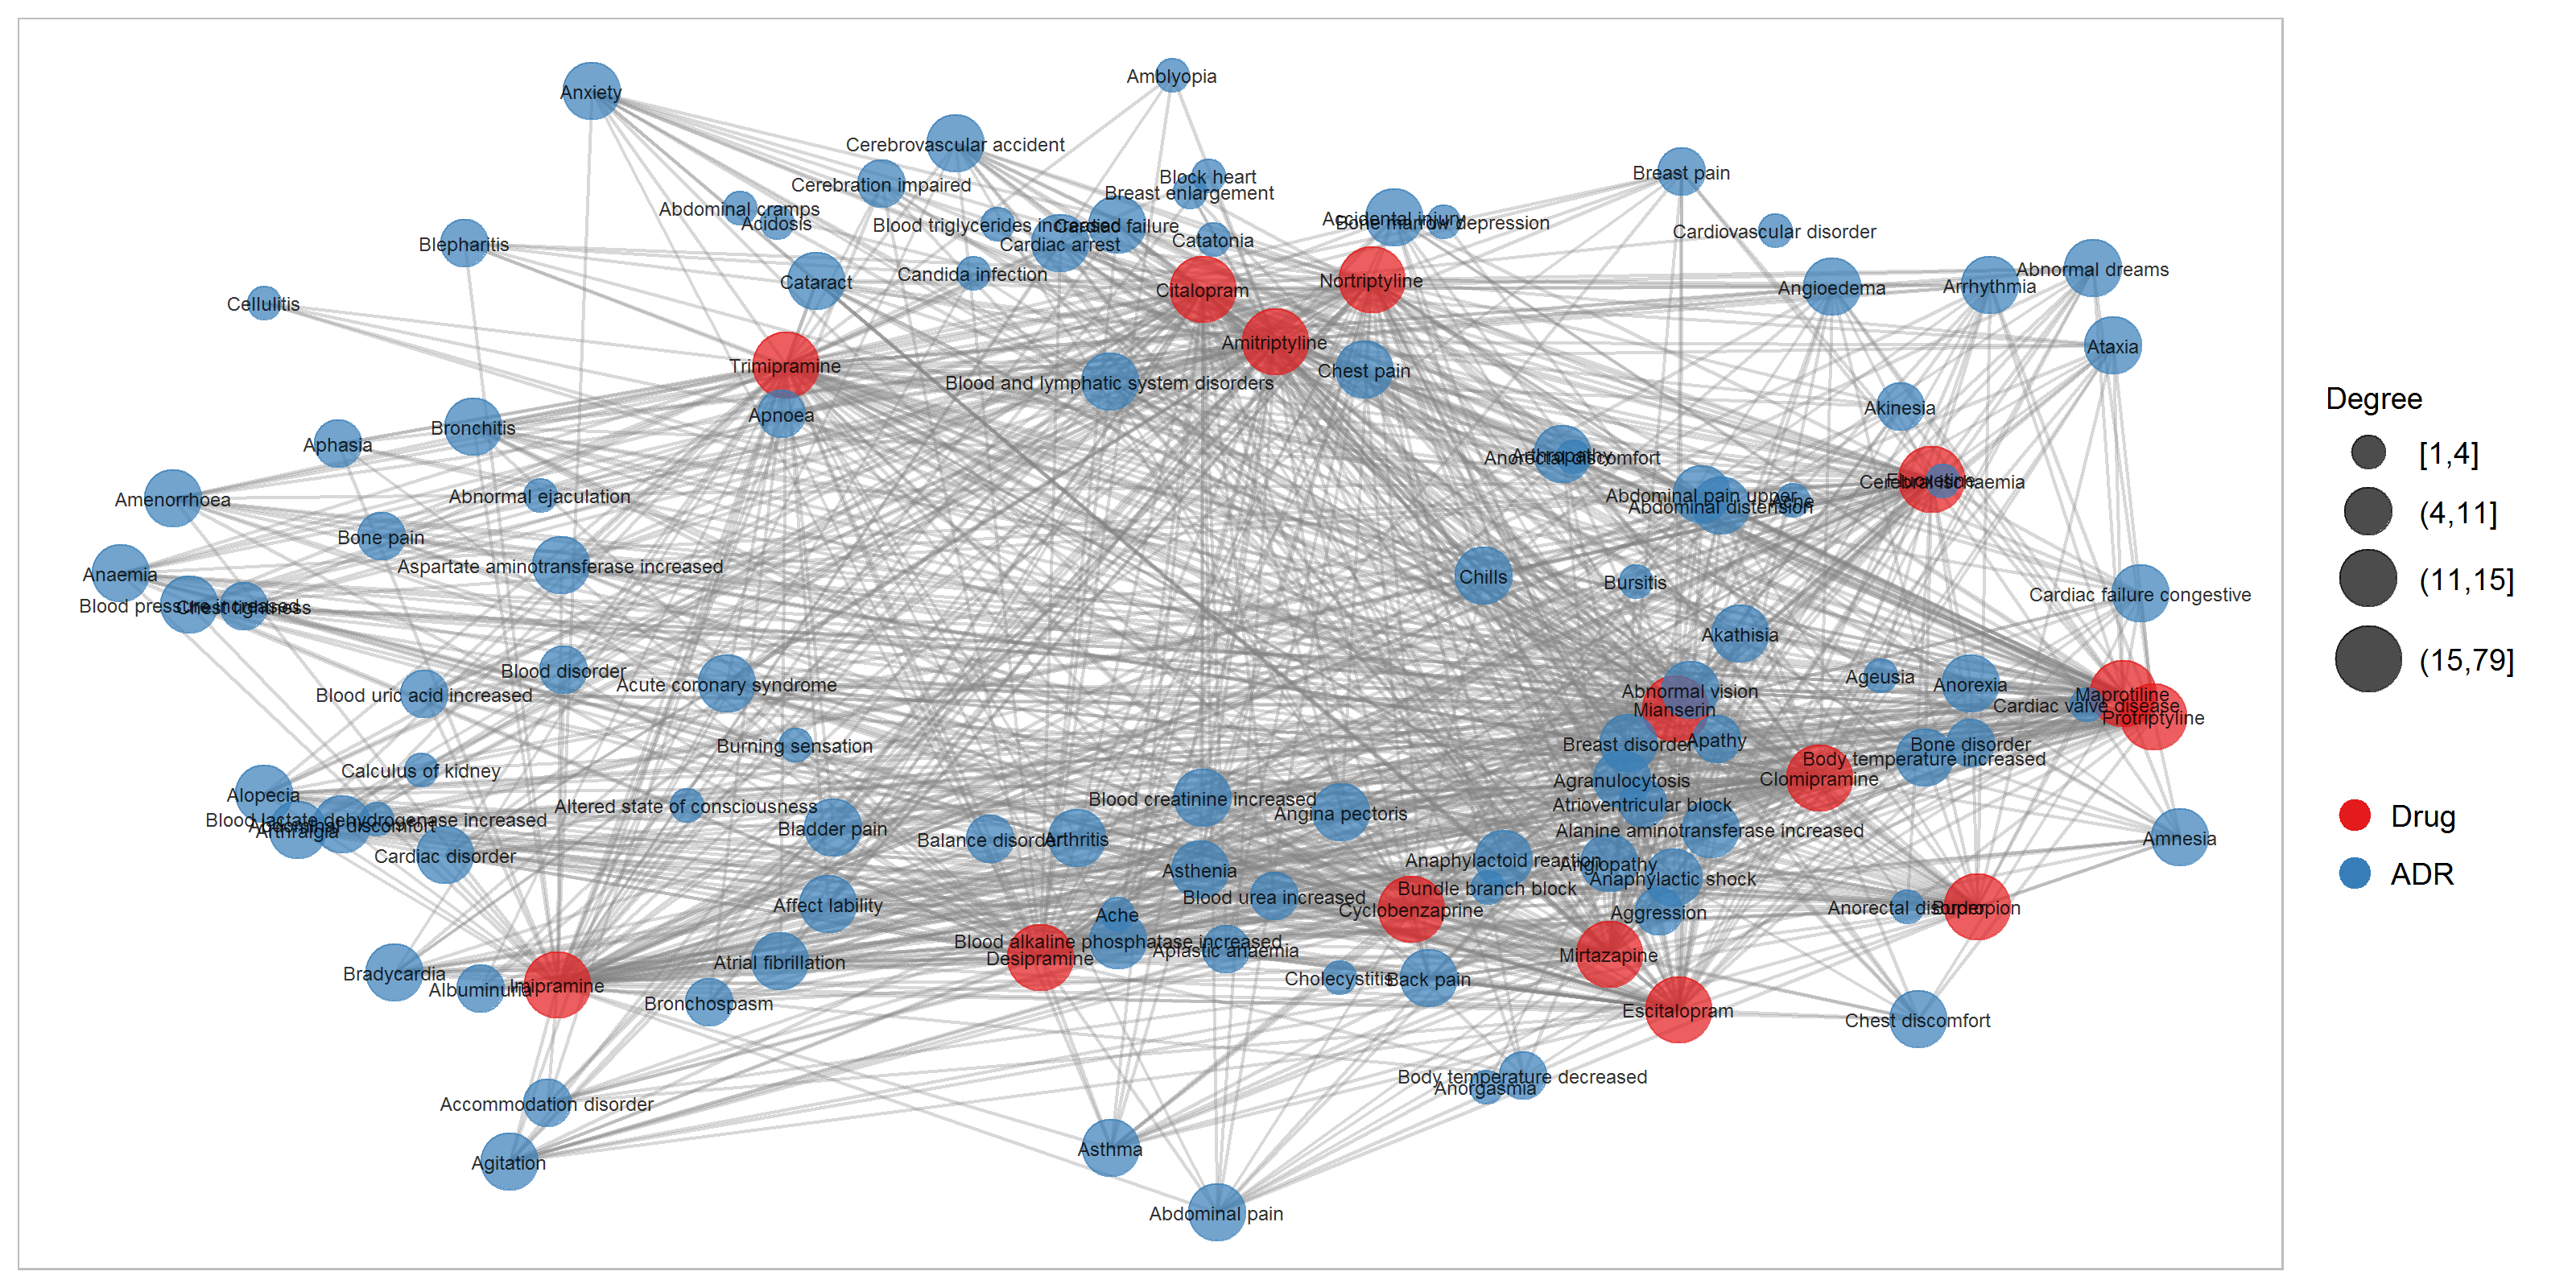 Anxiety
Amblyopia
Cerebrovascular accident
Cerebration impaired
Block heart
Breast enlargement
Breast pain
Abdominal cramps
Acidosis
Blood triglycerides increased
Cardiac failure
Cardiac arrest
Catatonia
Accidental injury
Bone marrow depression
Cardiovascular disorder
Blepharitis
Candida infection
Cataract
Citalopram
Nortriptyline
Angioedema
Arrhythmia
Abnormal dreams
Cellulitis
Amitriptyline
Ataxia
Trimipramine
Blood and lymphatic system disorders
Chest pain
Apnoea
Akinesia
Bronchitis
Aphasia
Arthropathy
Anorectal discomfort
Fluoxetine
Cerebral ischaemia
Amenorrhoea
Abnormal ejaculation
Abdominal pain upper
Acne
Abdominal distension
Bone pain
Anaemia
Aspartate aminotransferase increased
Chills
Bursitis
Blood pressure increased
Chest tightness
Cardiac failure congestive
Akathisia
Blood disorder
Acute coronary syndrome
Blood uric acid increased
Ageusia
Anorexia
Abnormal vision
Mianserin
Maprotiline
Cardiac valve disease
Protriptyline
Burning sensation
Breast disorder
Apathy
Bone disorder
Body temperature increased
Calculus of kidney
Agranulocytosis
Clomipramine
Alopecia
Altered state of consciousness
Blood creatinine increased
Angina pectoris
Atrioventricular block
Blood lactate dehydrogenase increased
Abdominal discomfort
Arthralgia
Bladder pain
Alanine aminotransferase increased
Balance disorder
Arthritis
Amnesia
Cardiac disorder
Anaphylactoid reaction
Angiopathy
Asthenia
Anaphylactic shock
Bundle branch block
Blood urea increased
Affect lability
Ache
Cyclobenzaprine
Aggression
Anorectal disorder
Bupropion
Blood alkaline phosphatase increased
Aplastic anaemia
Desipramine
Mirtazapine
Atrial fibrillation
Bradycardia
Albuminuria
Imipramine
Cholecystitis
Back pain
Bronchospasm
Escitalopram
Chest discomfort
Body temperature decreased
Anorgasmia
Accommodation disorder
Asthma
Agitation
Abdominal pain
Degree
[1,4]
(4,11]
(11,15]
(15,79]
Drug
ADR